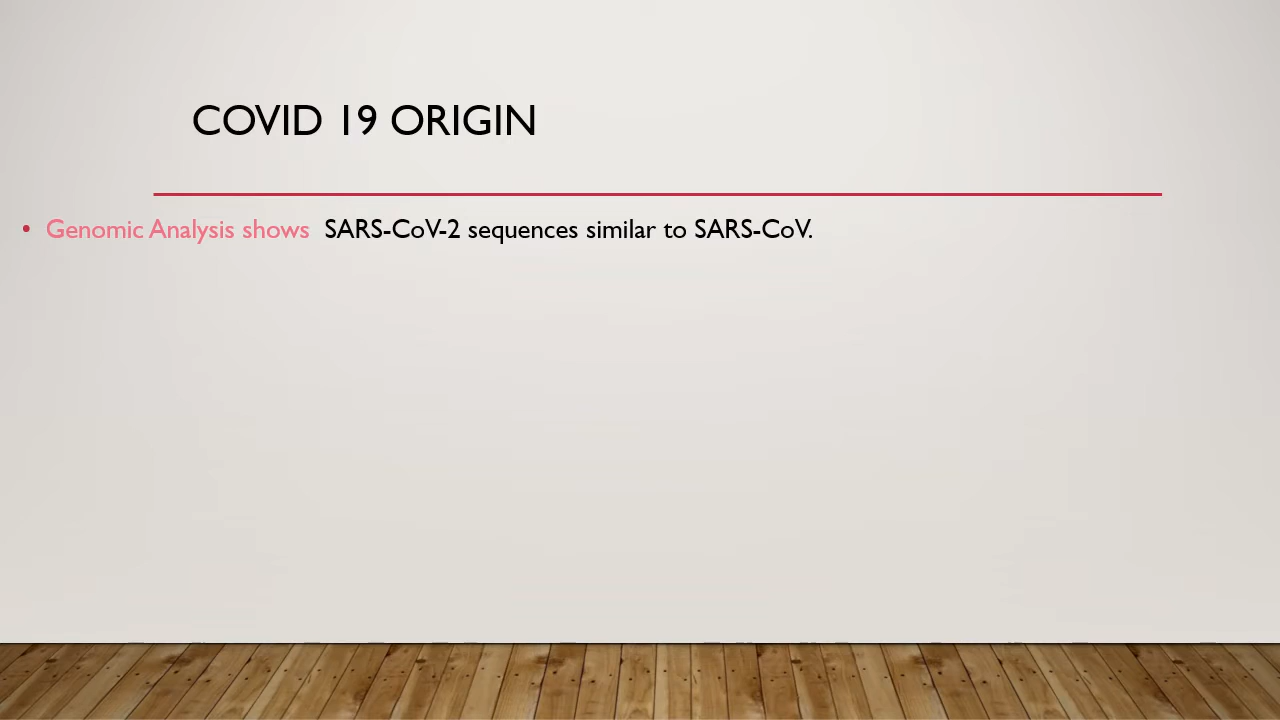 COVID 19 ORIGIN
• Genomic Analysis shows  SARS-CoV-2 sequences similar to SARS-CoV.